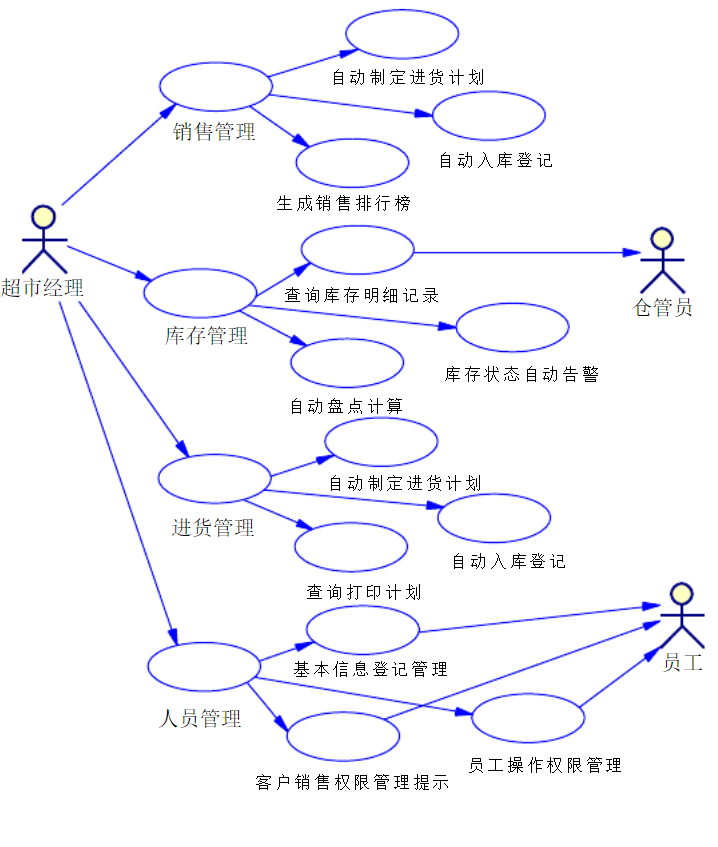 自动制定进货计划
销售管理
自动入库登记
生成销售排行榜
超市经理
查询库存明细记录
仓管员
库存管理
库存状态自动告警
自动盘点计算
自动制定进货计划
进货管理
自动入库登记
查询打印计划
基本信息登记管理
员工
人员管理
员工操作权限管理
客户销售权限管理提示